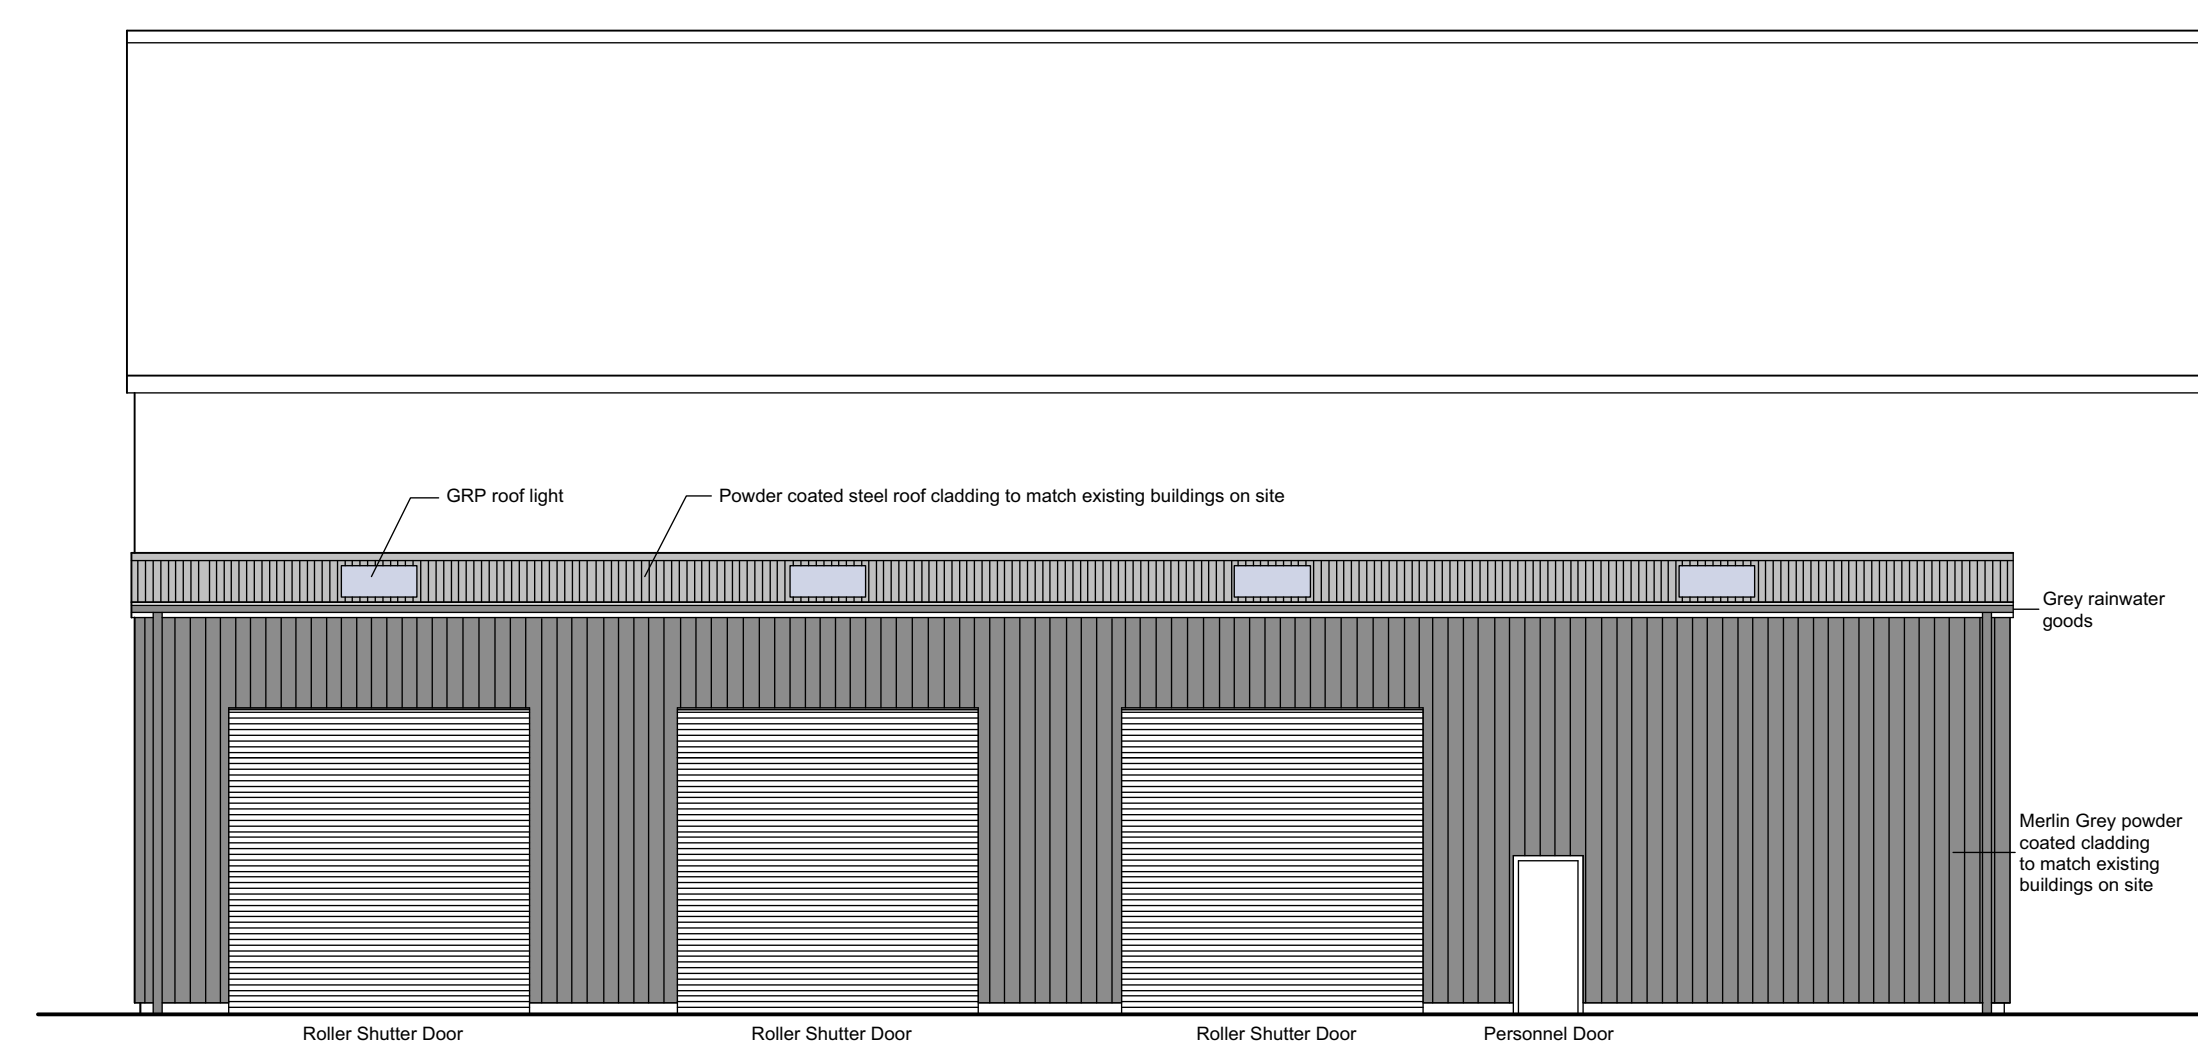 GRP roof light
Powder coated steel roof cladding to match existing buildings on site
Grey rainwater
goods
Merlin Grey powder
coated cladding
to match existing
buildings on site
Roller Shutter Door
Roller Shutter Door
Roller Shutter Door
Personnel Door